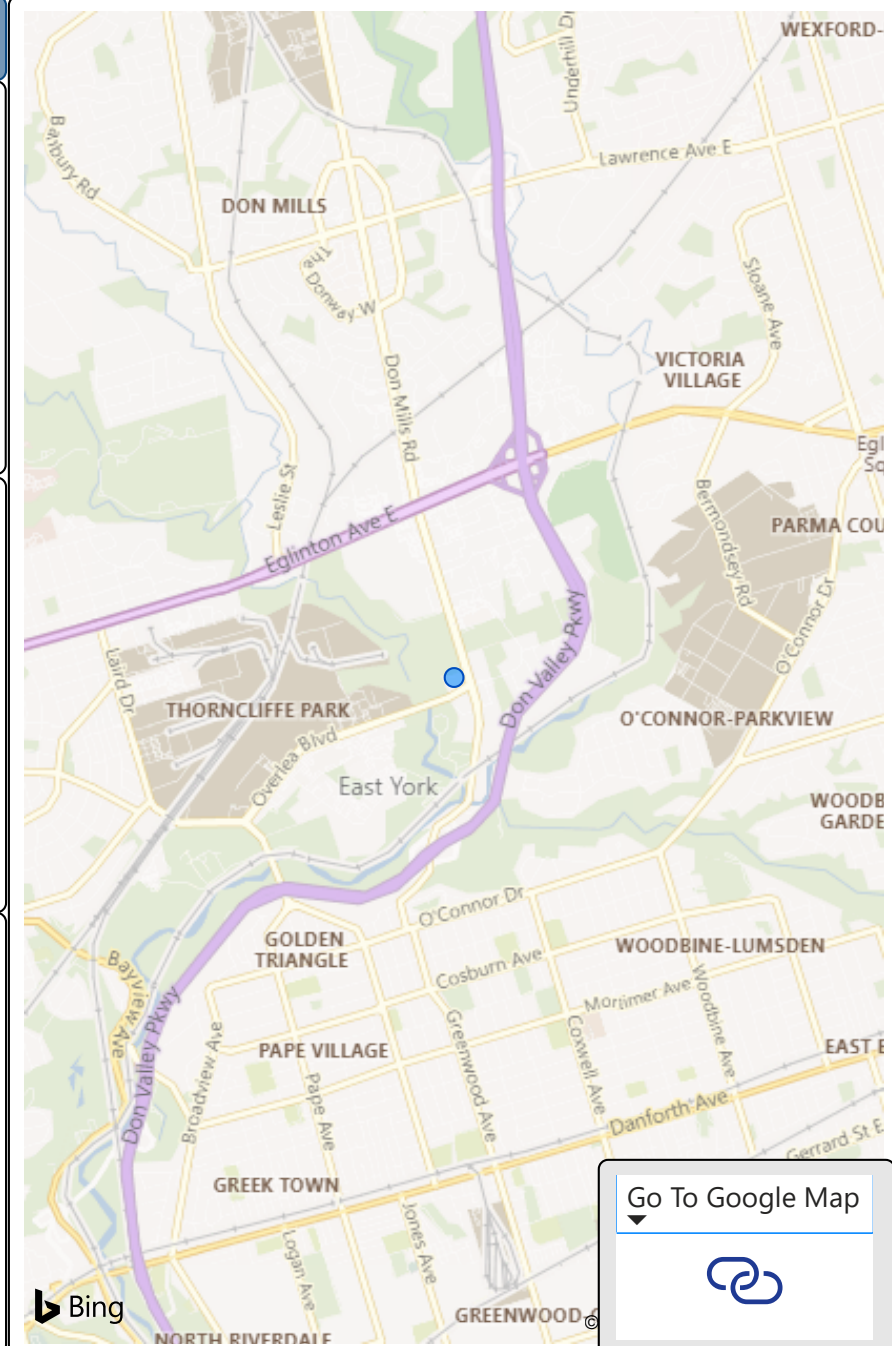 WEXFORD-
Underhill Dr
Banbury Rd
Lawrence Ave E
DON MILLS
The Donway W
Sloane Ave
VICTORIA
VILLAGE
Don Mills Rd
Egl
Sq
Leslie St
Eglinton Ave E
Bermondsey Rd
PARMA COU
O'Connor Dr
Don Valley Pkwy
Laird Dr
THORNCLIFFE PARK
O'CONNOR-PARKVIEW
Overlea Blvd
East York
WOODB
GARDE
O'Connor Dr
GOLDEN
TRIANGLE
WOODBINE-LUMSDEN
Cosburn Ave
Bayview Ave
Mortimer Ave
Woodbine Ave
Don Valley Pkwy
Broadview Ave
PAPE VILLAGE
Greenwood Ave
Coxwell Ave
EAST E
Pape Ave
Danforth Ave
Gerrard St E
GREEK TOWN
Jones Ave
Logan Ave
Go To Google Map
Bing
GREENWOOD-C
©
NORTH RIVERDALE